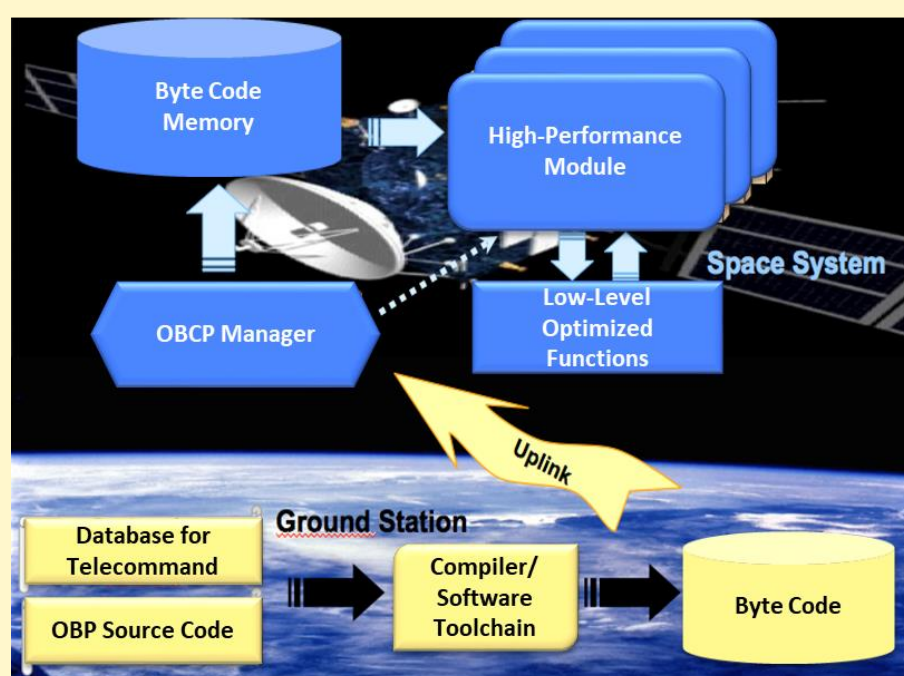 Byte Code
Memory
High-Performance
Module
Space System
OBCP Manager
Low-Level
Optimized
Functions
Uplink
Ground Station
Database for
Telecommand
OBP Source Code
Compiler/
Software
Toolchain
Byte Code